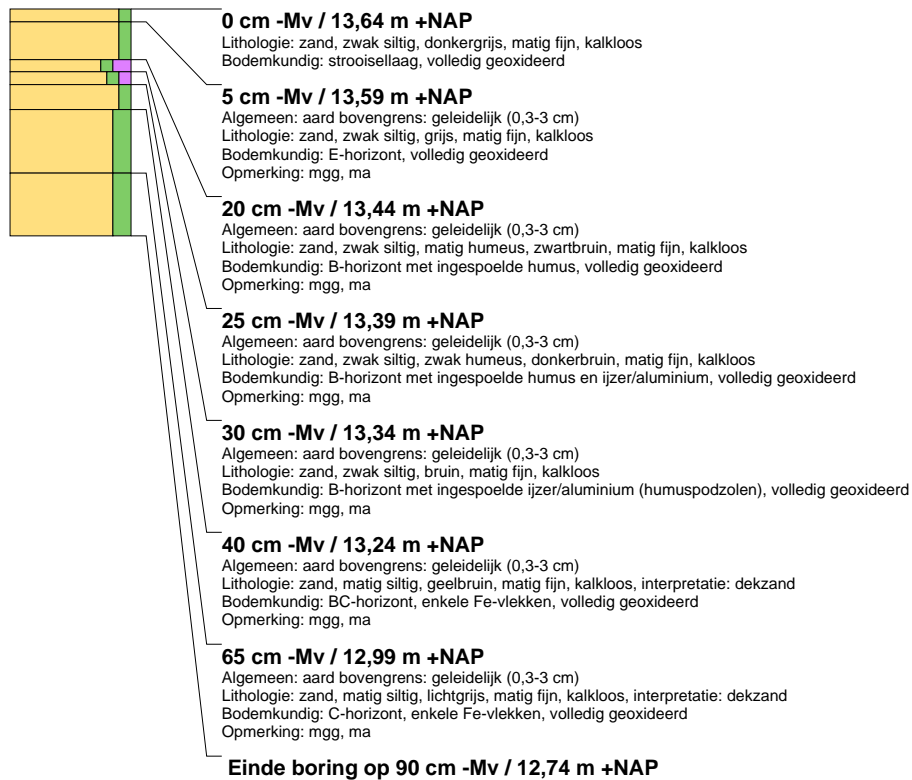 0 cm -Mv / 13,64 m +NAP
Lithologie: zand, zwak siltig, donkergrijs, matig fijn, kalkloos
Bodemkundig: strooisellaag, volledig geoxideerd
5 cm -Mv / 13,59 m +NAP
Algemeen: aard bovengrens: geleidelijk (0,3-3 cm)
Lithologie: zand, zwak siltig, grijs, matig fijn, kalkloos
Bodemkundig: E-horizont, volledig geoxideerd
Opmerking: mgg, ma
20 cm -Mv / 13,44 m +NAP
Algemeen: aard bovengrens: geleidelijk (0,3-3 cm)
Lithologie: zand, zwak siltig, matig humeus, zwartbruin, matig fijn, kalkloos
Bodemkundig: B-horizont met ingespoelde humus, volledig geoxideerd
Opmerking: mgg, ma
25 cm -Mv / 13,39 m +NAP
Algemeen: aard bovengrens: geleidelijk (0,3-3 cm)
Lithologie: zand, zwak siltig, zwak humeus, donkerbruin, matig fijn, kalkloos
Bodemkundig: B-horizont met ingespoelde humus en ijzer/aluminium, volledig geoxideerd
Opmerking: mgg, ma
30 cm -Mv / 13,34 m +NAP
Algemeen: aard bovengrens: geleidelijk (0,3-3 cm)
Lithologie: zand, zwak siltig, bruin, matig fijn, kalkloos
Bodemkundig: B-horizont met ingespoelde ijzer/aluminium (humuspodzolen), volledig geoxideerd
Opmerking: mgg, ma
40 cm -Mv / 13,24 m +NAP
Algemeen: aard bovengrens: geleidelijk (0,3-3 cm)
Lithologie: zand, matig siltig, geelbruin, matig fijn, kalkloos, interpretatie: dekzand
Bodemkundig: BC-horizont, enkele Fe-vlekken, volledig geoxideerd
Opmerking: mgg, ma
65 cm -Mv / 12,99 m +NAP
Algemeen: aard bovengrens: geleidelijk (0,3-3 cm)
Lithologie: zand, matig siltig, lichtgrijs, matig fijn, kalkloos, interpretatie: dekzand
Bodemkundig: C-horizont, enkele Fe-vlekken, volledig geoxideerd
Opmerking: mgg, ma
Einde boring op 90 cm -Mv / 12,74 m +NAP